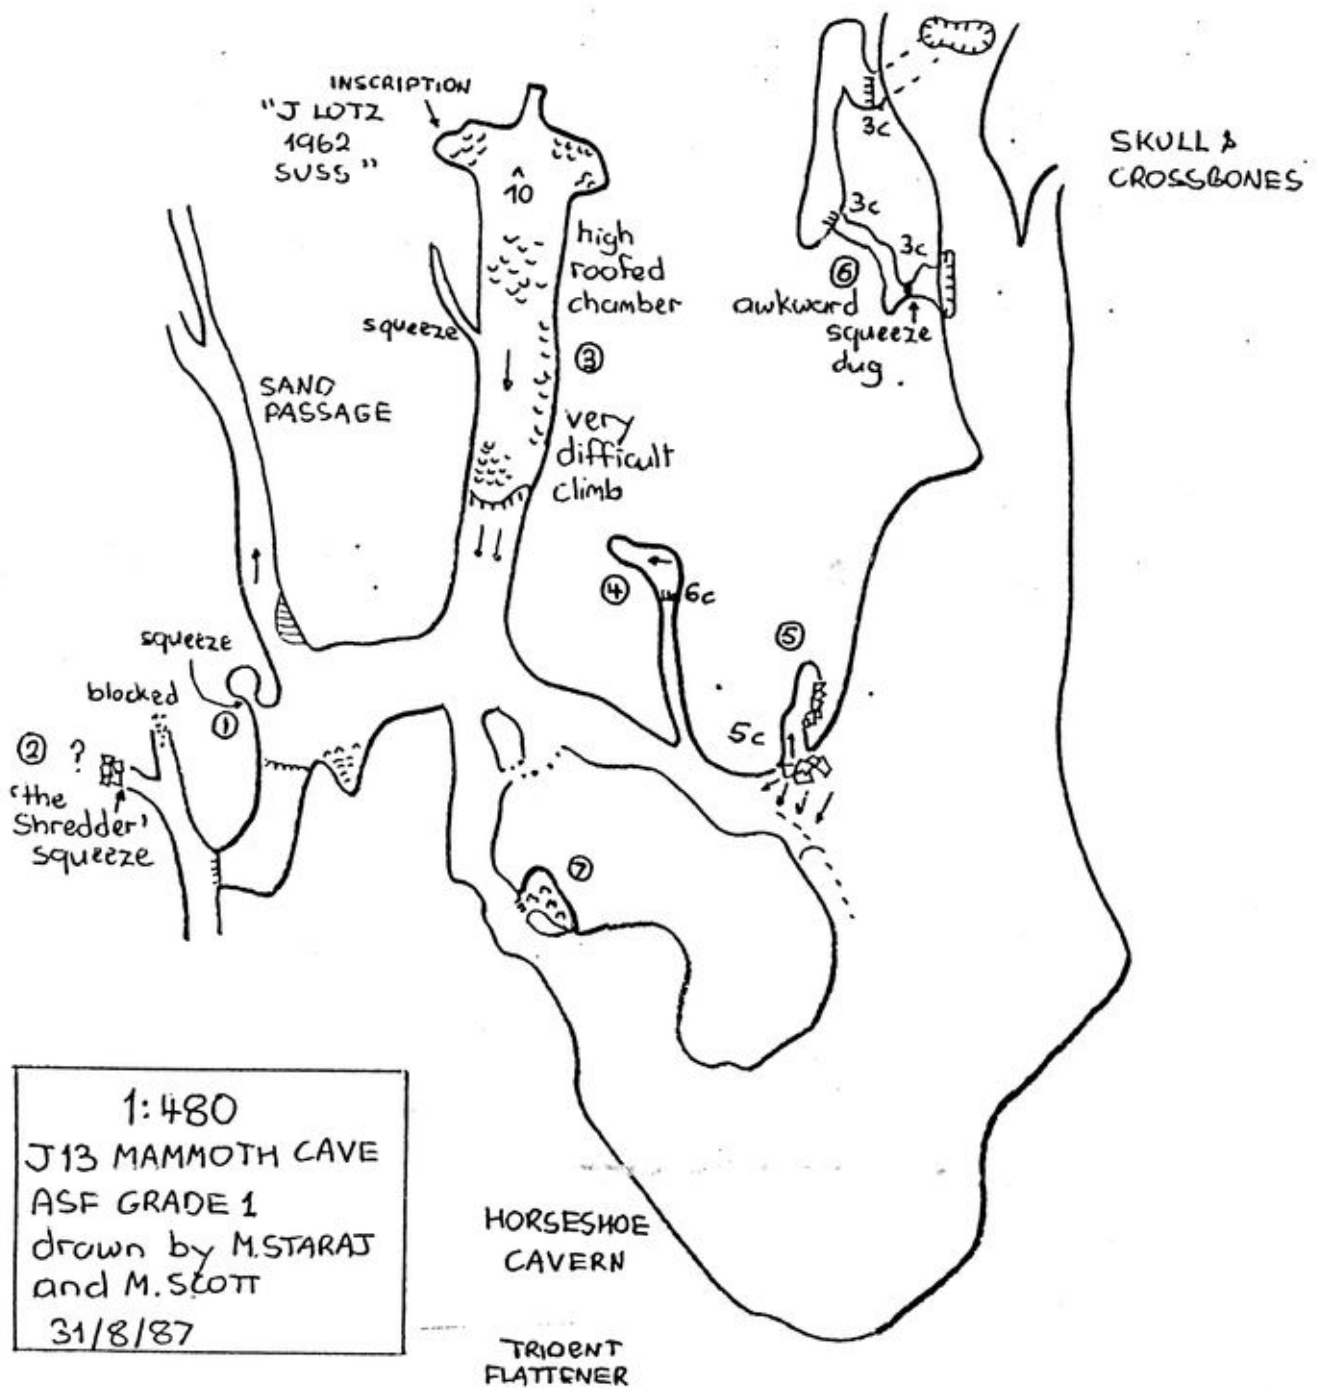 INSCRIPTION
"J LOTZ
1962
SUSS"
^
10
high
roofed
chamber
squeeze
③
very
difficult
climb
SAND
PASSAGE
3c
3c
3c
⑥
awkward
squeeze
dug
SKULL &
CROSSBONES
④
6c
⑤
5c
squeeze
blocked
①
② ?
'the
Shredder'
squeeze
⑦
1:480
J13 MAMMOTH CAVE
ASF GRADE 1
drawn by M.STARAJ
and M.SCOTT
31/8/87
HORSESHOE
CAVERN
TRIDENT
FLATTENER